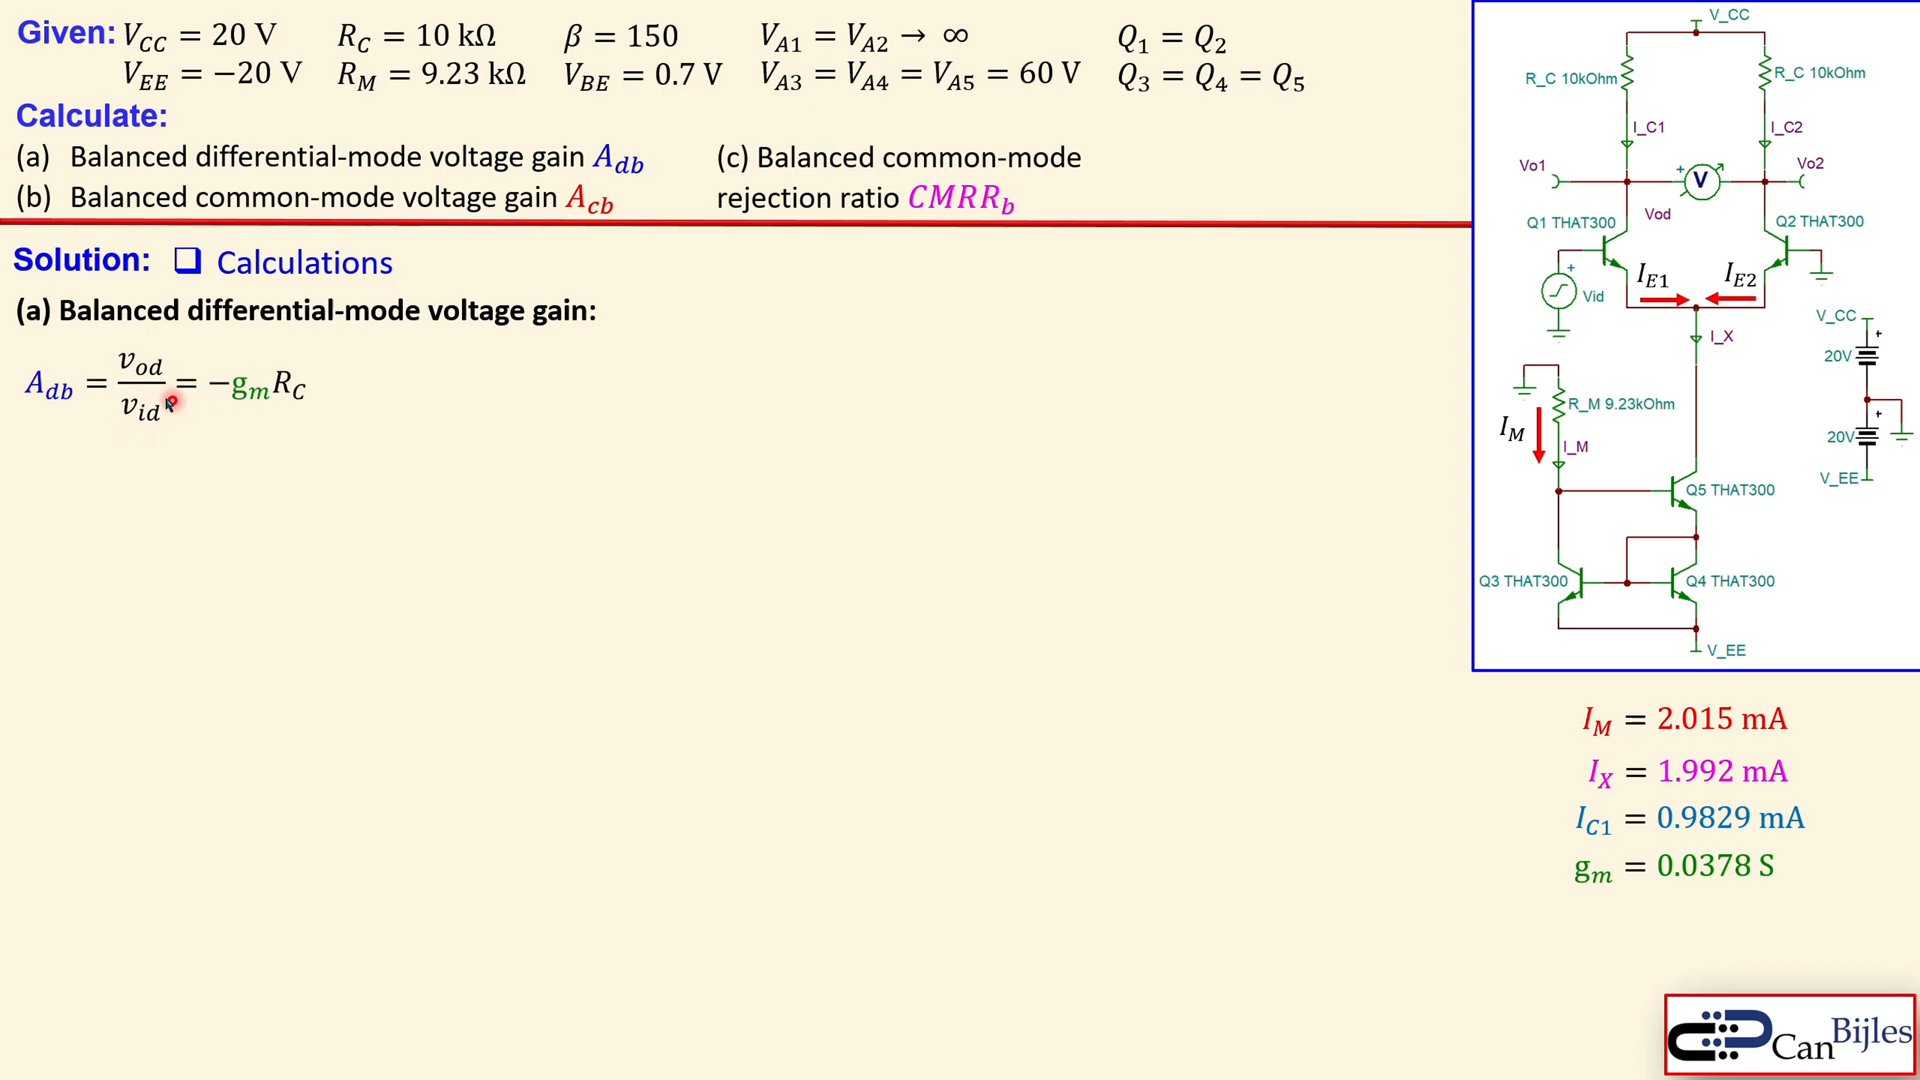 Given: V_CC = 20 V R_C = 10 kΩ β = 150 V_A1 = V_A2 → ∞ Q_1 = Q_2
V_EE = −20 V R_M = 9.23 kΩ V_BE = 0.7 V V_A3 = V_A4 = V_A5 = 60 V Q_3 = Q_4 = Q_5
Calculate:
(a) Balanced differential-mode voltage gain A_db
(b) Balanced common-mode voltage gain A_cb
(c) Balanced common-mode
rejection ratio CMRR_b
Solution: ❑ Calculations
(a) Balanced differential-mode voltage gain:
A_db = v_od / v_id = −g_m R_C
V_CC
R_C 10kOhm
R_C 10kOhm
I_C1
I_C2
Vo1
+
V
Vo2
Vod
Q1 THAT300
Q2 THAT300
I_E1
I_E2
+
Vid
I_X
V_CC
+
20V
R_M 9.23kOhm
I_M
I_M
+
20V
V_EE
Q5 THAT300
Q3 THAT300
Q4 THAT300
V_EE
I_M = 2.015 mA
I_X = 1.992 mA
I_C1 = 0.9829 mA
g_m = 0.0378 S
CanBijles